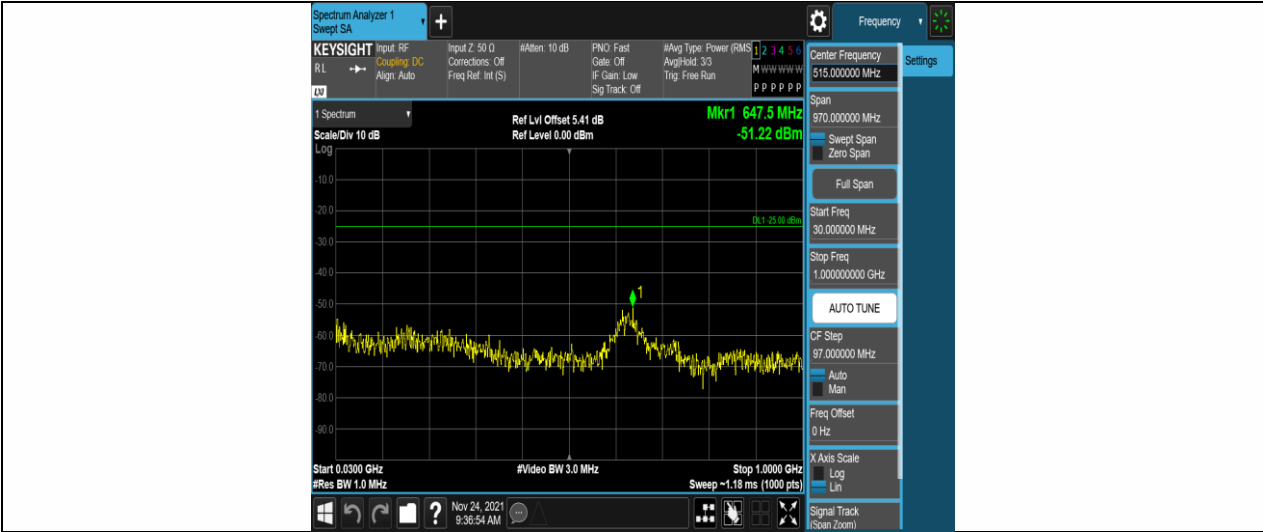 Spectrum Analyzer 1
Swept SA
Frequency
KEYSIGHT
RL
LXI
Input: RF
Coupling: DC
Align: Auto
Input Z: 50 Ω
Corrections: Off
Freq Ref: Int (S)
#Atten: 10 dB
PNO: Fast
Gate: Off
IF Gain: Low
Sig Track: Off
#Avg Type: Power (RMS
Avg|Hold: 3/3
Trig: Free Run
1 2 3 4 5 6
M W W W W W
P P P P P P
1 Spectrum
Scale/Div 10 dB
Log
Ref Lvl Offset 5.41 dB
Ref Level 0.00 dBm
Mkr1 647.5 MHz
-51.22 dBm
-10.0
-20.0
DL1 -25.00 dBm
-30.0
-40.0
1
-50.0
-60.0
-70.0
-80.0
-90.0
Start 0.0300 GHz
#Res BW 1.0 MHz
#Video BW 3.0 MHz
Stop 1.0000 GHz
Sweep ~1.18 ms (1000 pts)
Nov 24, 2021
9:36:54 AM
?
Center Frequency
515.000000 MHz
Settings
Span
970.000000 MHz
Swept Span
Zero Span
Full Span
Start Freq
30.000000 MHz
Stop Freq
1.000000000 GHz
AUTO TUNE
CF Step
97.000000 MHz
Auto
Man
Freq Offset
0 Hz
X Axis Scale
Log
Lin
Signal Track
(Span Zoom)